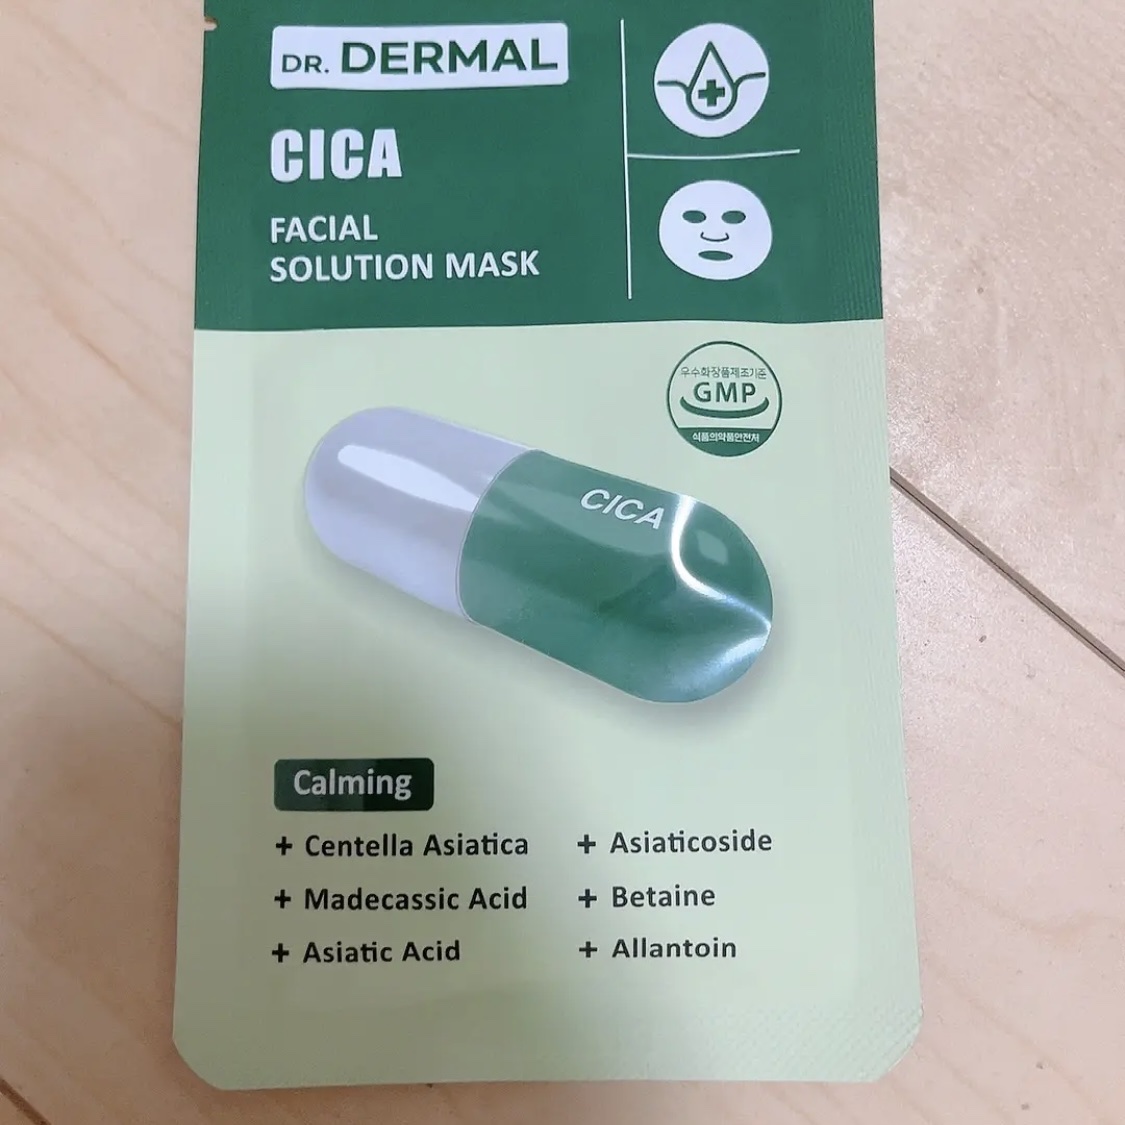 DR. DERMAL
CICA
FACIAL
SOLUTION MASK
우수화장품제조기준
GMP
식품의약품안전처
CICA
Calming
+ Centella Asiatica
+ Madecassic Acid
+ Asiatic Acid
+ Asiaticoside
+ Betaine
+ Allantoin